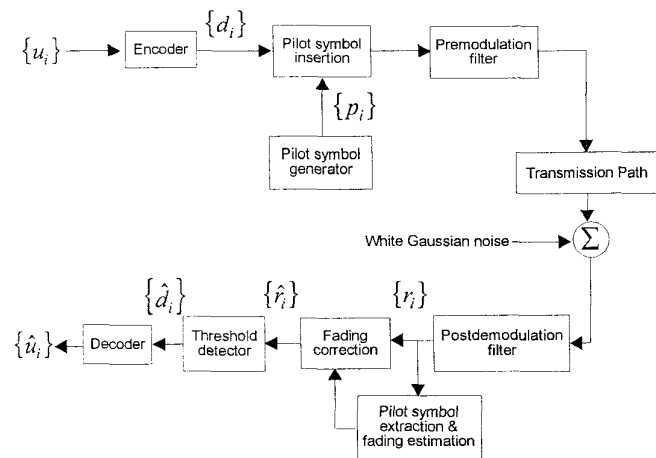 {d_i}
{u_i}
Encoder
Pilot symbol
insertion
Premodulation
filter
{p_i}
Pilot symbol
generator
Transmission Path
White Gaussian noise
Σ
{d̂_i}
{r̂_i}
{r_i}
{û_i}
Decoder
Threshold
detector
Fading
correction
Postdemodulation
filter
Pilot symbol
extraction &
fading estimation